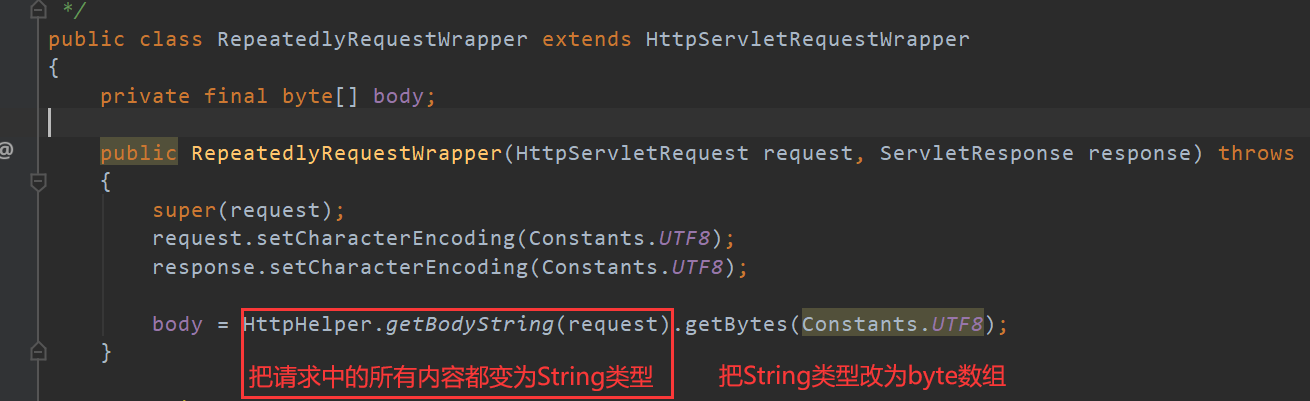 */
public class RepeatedlyRequestWrapper extends HttpServletRequestWrapper
{
private final byte[] body;
@
public RepeatedlyRequestWrapper(HttpServletRequest request, ServletResponse response) throws
{
super(request);
request.setCharacterEncoding(Constants.UTF8);
response.setCharacterEncoding(Constants.UTF8);
body = HttpHelper.getBodyString(request).getBytes(Constants.UTF8);
}
把请求中的所有内容都变为String类型 把String类型改为byte数组